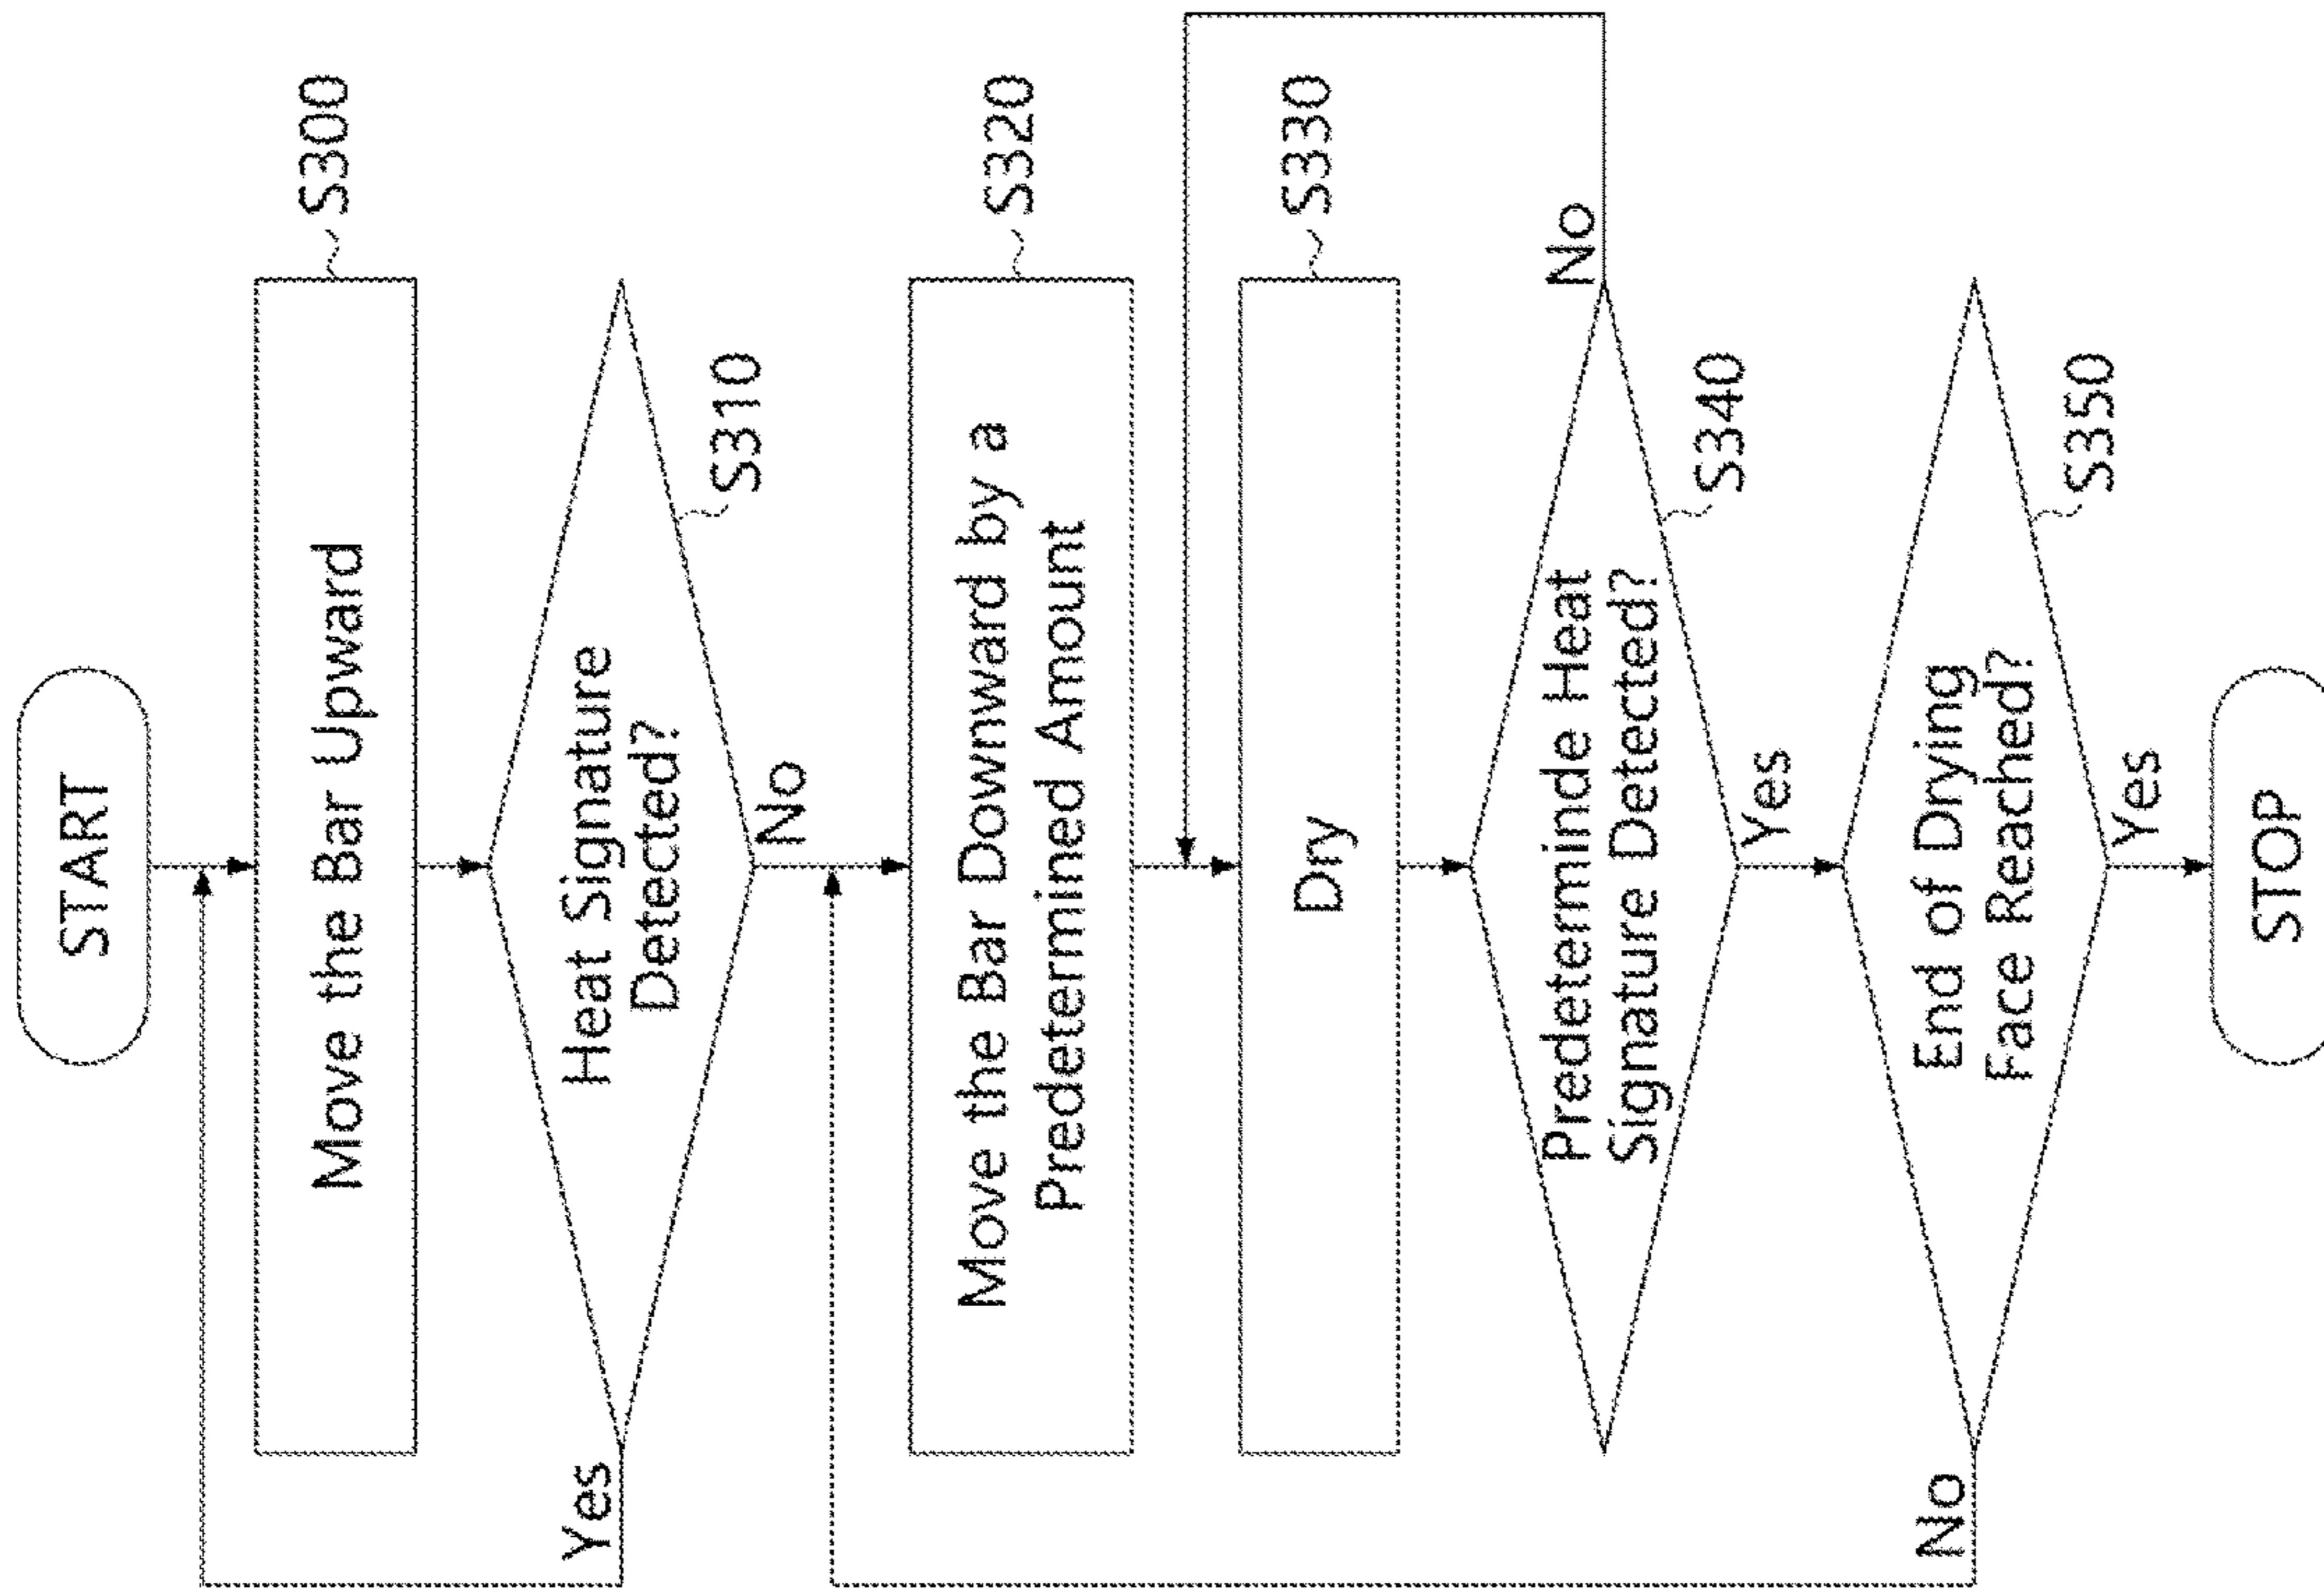 START
Move the Bar Upward
S300
Heat Signature
Detected?
S310
Yes
No
Move the Bar Downward by a
Predetermined Amount
S320
Dry
S330
Predeterminde Heat
Signature Detected?
S340
No
Yes
End of Drying
Face Reached?
S350
No
Yes
STOP